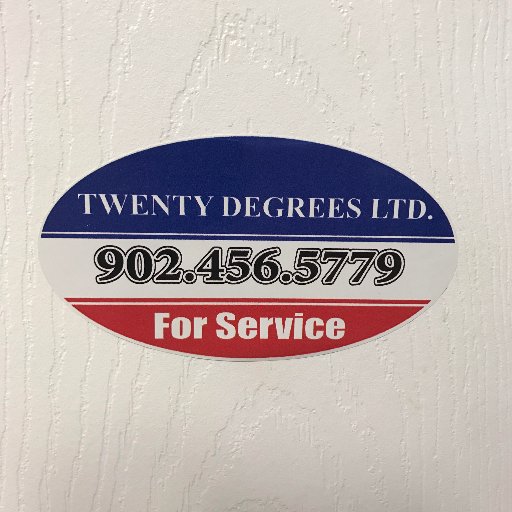 TWENTY DEGREES LTD.
902.456.5779
For Service